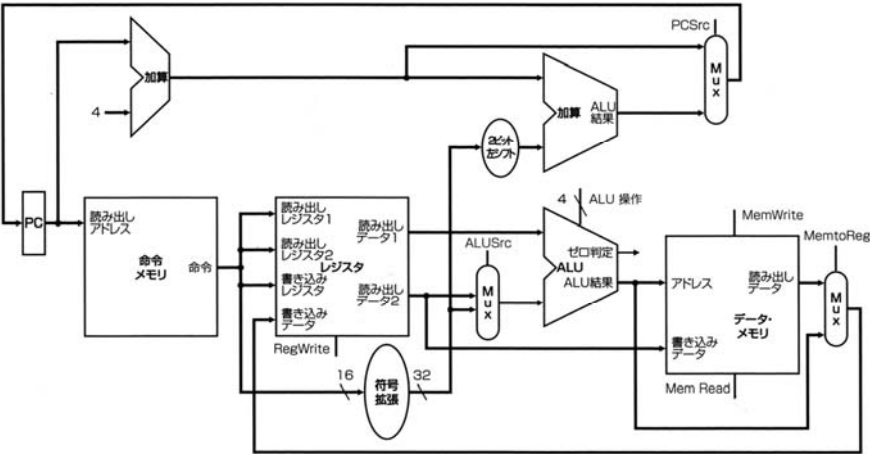 PCSrc
Mux
加算
4
加算
ALU
結果
2ビット
左シフト
PC
読み出し
アドレス
命令
メモリ
命令
読み出し
レジスタ1
読み出し
データ1
読み出し
レジスタ2
レジスタ
書き込み
レジスタ
読み出し
データ2
書き込み
データ
RegWrite
ALUSrc
Mux
4
ALU 操作
ゼロ判定
ALU
ALU結果
MemWrite
MemtoReg
アドレス
読み出し
データ
データ・
メモリ
書き込み
データ
Mem Read
Mux
16
符号
拡張
32